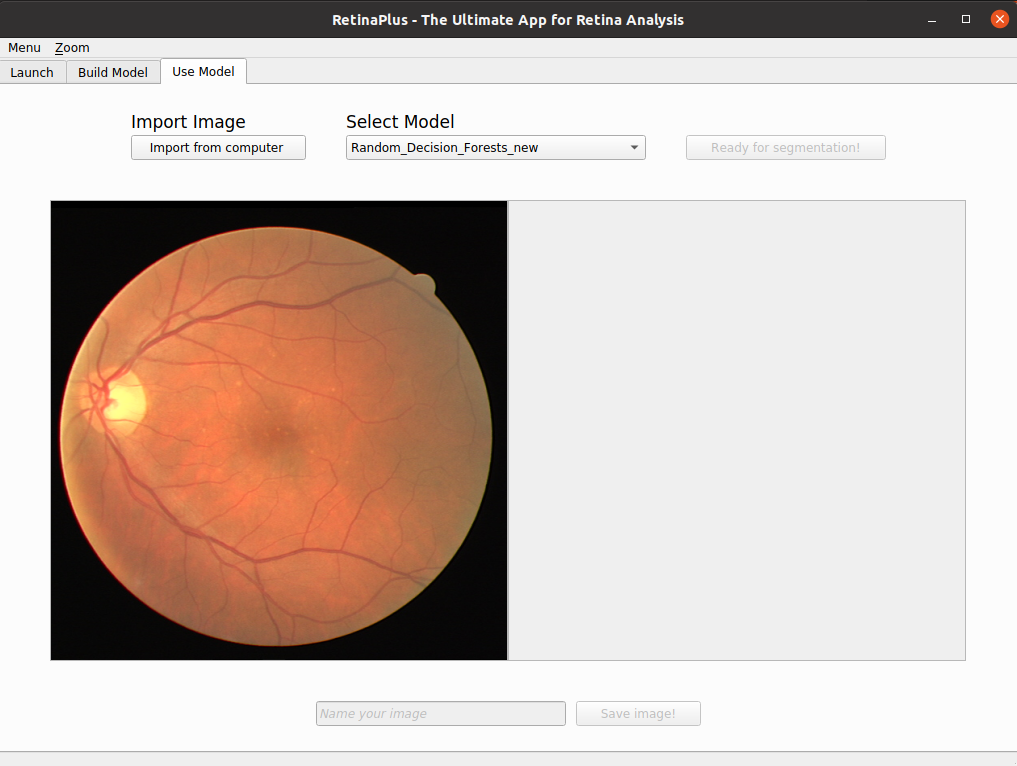 RetinaPlus - The Ultimate App for Retina Analysis
Menu Zoom
Launch Build Model Use Model
Import Image Select Model
Import from computer Random_Decision_Forests_new Ready for segmentation!
Name your image Save image!